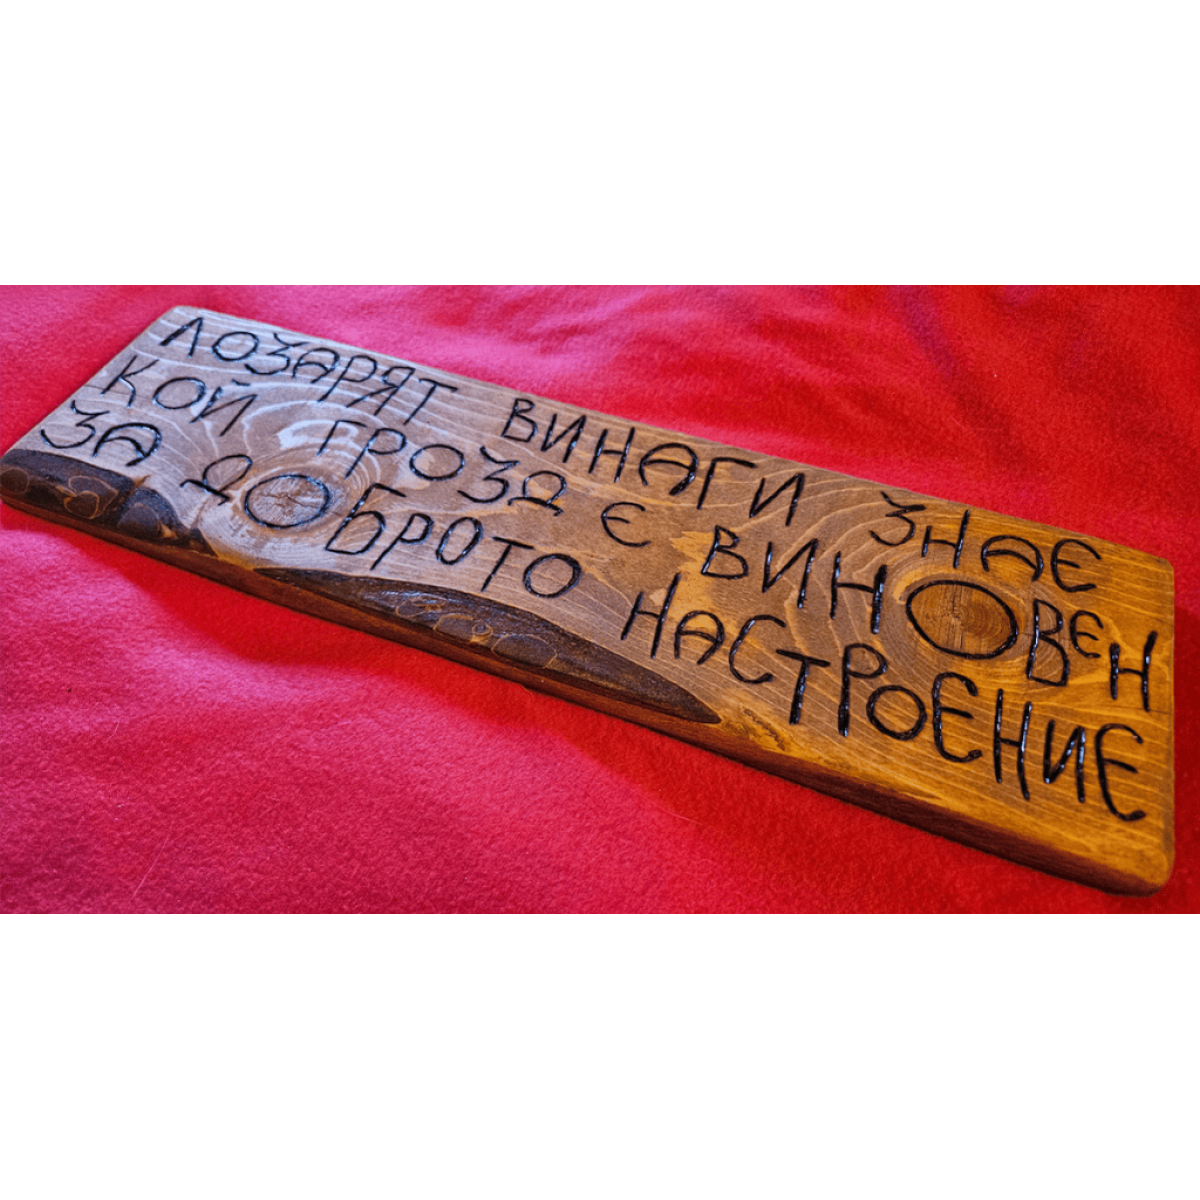 ЛОЗАРЯТ ВИНАГИ ЗНАЕ
КОЙ ГРОЗД Е ВИНОВЕН
ЗА ДОБРОТО НАСТРОЕНИЕ